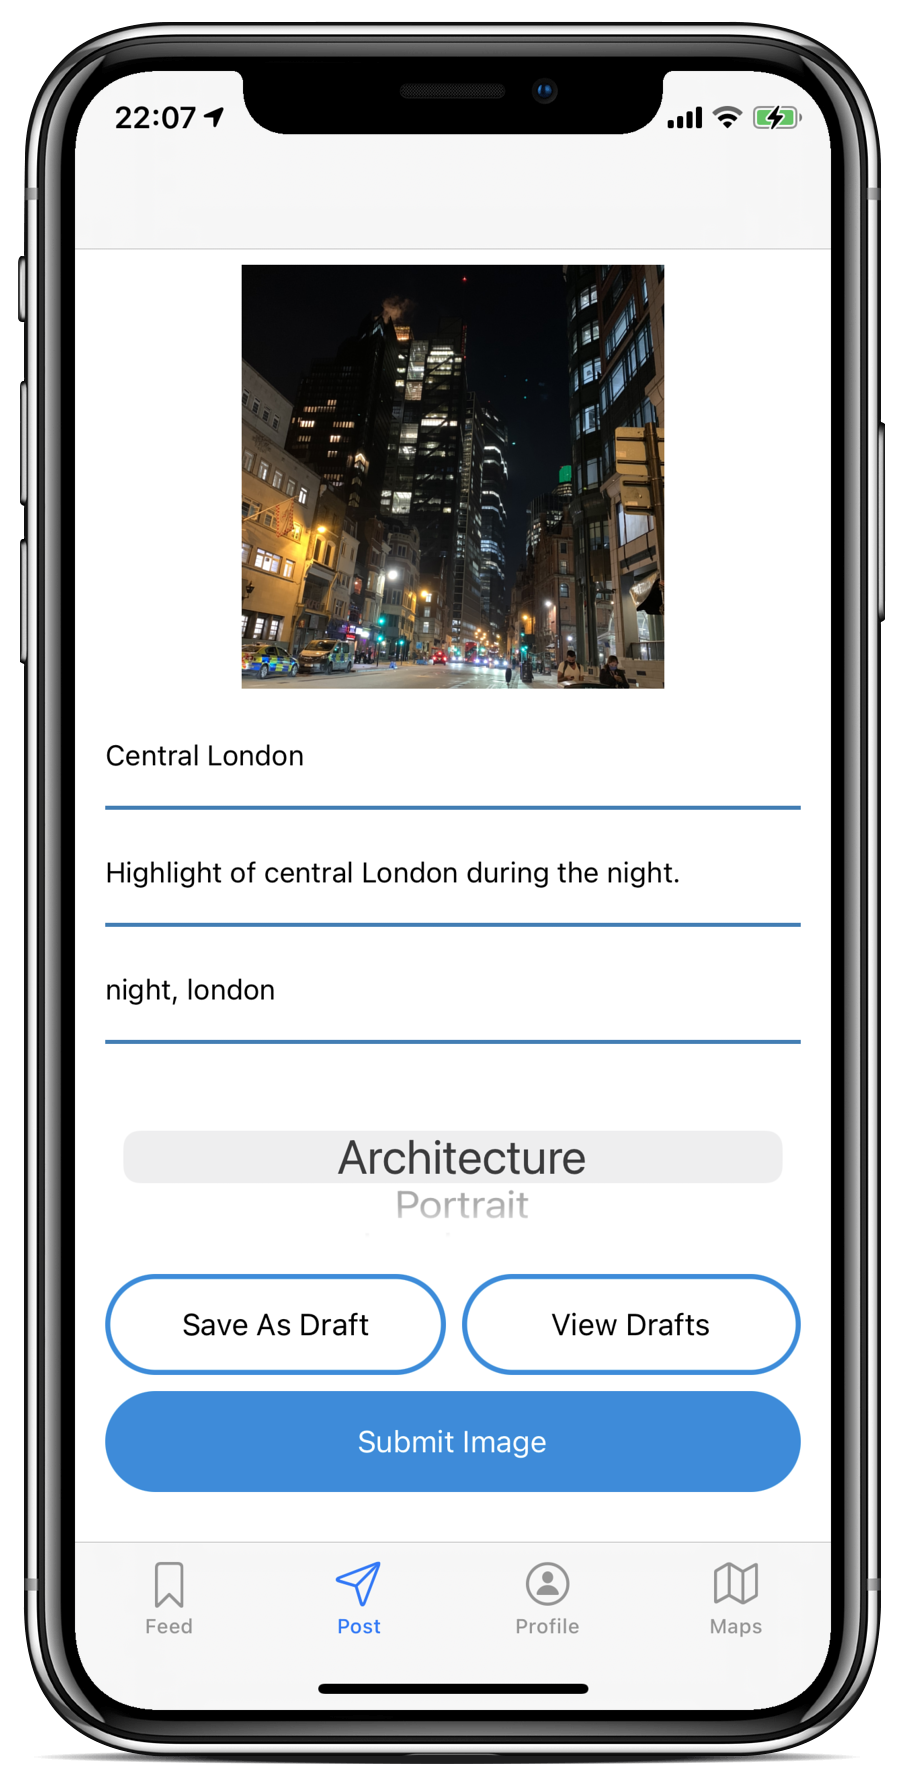 22:07
Central London
Highlight of central London during the night.
night, london
Architecture
Portrait
Save As Draft
View Drafts
Submit Image
Feed
Post
Profile
Maps